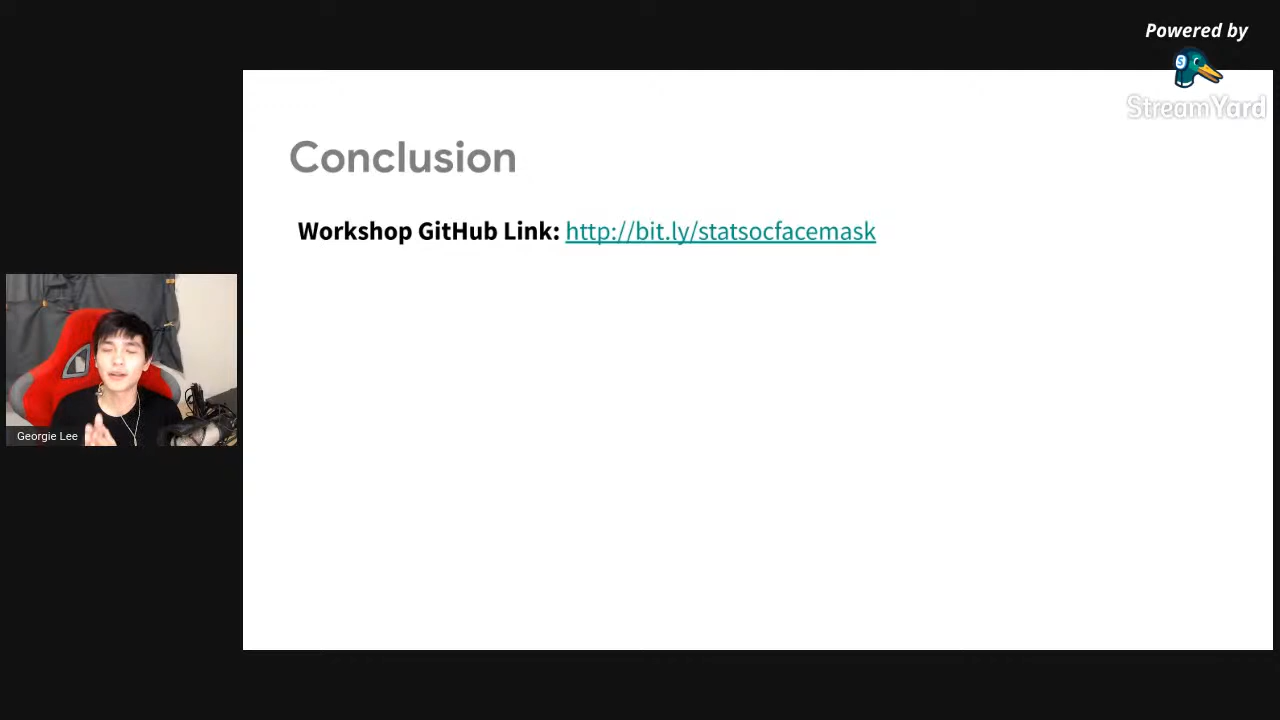 Powered by
StreamYard
Conclusion
Workshop GitHub Link: http://bit.ly/statsocfacemask
Georgie Lee